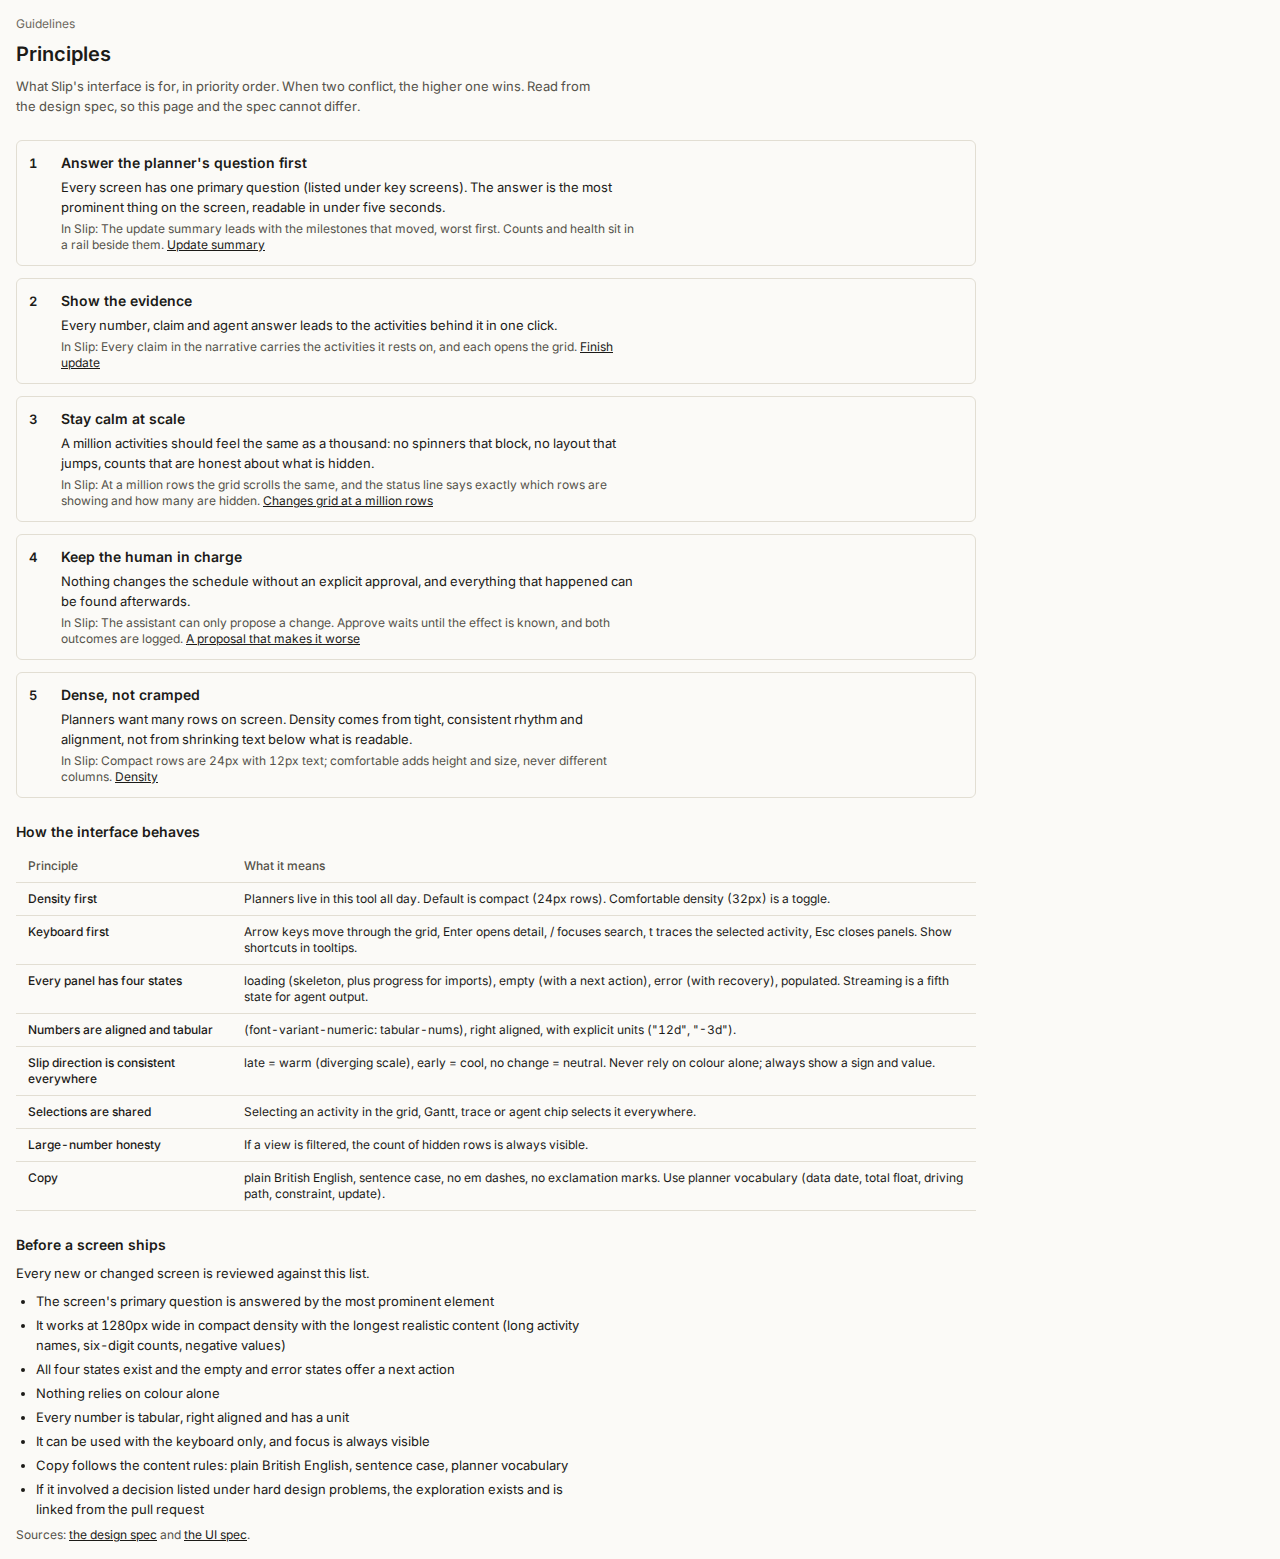 Guidelines
Principles
What Slip's interface is for, in priority order. When two conflict, the higher one wins. Read from
the design spec, so this page and the spec cannot differ.
1 Answer the planner's question first
Every screen has one primary question (listed under key screens). The answer is the most
prominent thing on the screen, readable in under five seconds.
In Slip: The update summary leads with the milestones that moved, worst first. Counts and health sit in
a rail beside them. Update summary
2 Show the evidence
Every number, claim and agent answer leads to the activities behind it in one click.
In Slip: Every claim in the narrative carries the activities it rests on, and each opens the grid. Finish
update
3 Stay calm at scale
A million activities should feel the same as a thousand: no spinners that block, no layout that
jumps, counts that are honest about what is hidden.
In Slip: At a million rows the grid scrolls the same, and the status line says exactly which rows are
showing and how many are hidden. Changes grid at a million rows
4 Keep the human in charge
Nothing changes the schedule without an explicit approval, and everything that happened can
be found afterwards.
In Slip: The assistant can only propose a change. Approve waits until the effect is known, and both
outcomes are logged. A proposal that makes it worse
5 Dense, not cramped
Planners want many rows on screen. Density comes from tight, consistent rhythm and
alignment, not from shrinking text below what is readable.
In Slip: Compact rows are 24px with 12px text; comfortable adds height and size, never different
columns. Density
How the interface behaves
Principle What it means
Density first Planners live in this tool all day. Default is compact (24px rows). Comfortable density (32px) is a toggle.
Keyboard first Arrow keys move through the grid, Enter opens detail, / focuses search, t traces the selected activity, Esc closes panels. Show
shortcuts in tooltips.
Every panel has four states loading (skeleton, plus progress for imports), empty (with a next action), error (with recovery), populated. Streaming is a fifth
state for agent output.
Numbers are aligned and tabular (font-variant-numeric: tabular-nums), right aligned, with explicit units ("12d", "-3d").
Slip direction is consistent late = warm (diverging scale), early = cool, no change = neutral. Never rely on colour alone; always show a sign and value.
everywhere
Selections are shared Selecting an activity in the grid, Gantt, trace or agent chip selects it everywhere.
Large-number honesty If a view is filtered, the count of hidden rows is always visible.
Copy plain British English, sentence case, no em dashes, no exclamation marks. Use planner vocabulary (data date, total float, driving
path, constraint, update).
Before a screen ships
Every new or changed screen is reviewed against this list.
• The screen's primary question is answered by the most prominent element
• It works at 1280px wide in compact density with the longest realistic content (long activity
names, six-digit counts, negative values)
• All four states exist and the empty and error states offer a next action
• Nothing relies on colour alone
• Every number is tabular, right aligned and has a unit
• It can be used with the keyboard only, and focus is always visible
• Copy follows the content rules: plain British English, sentence case, planner vocabulary
• If it involved a decision listed under hard design problems, the exploration exists and is
linked from the pull request
Sources: the design spec and the UI spec.